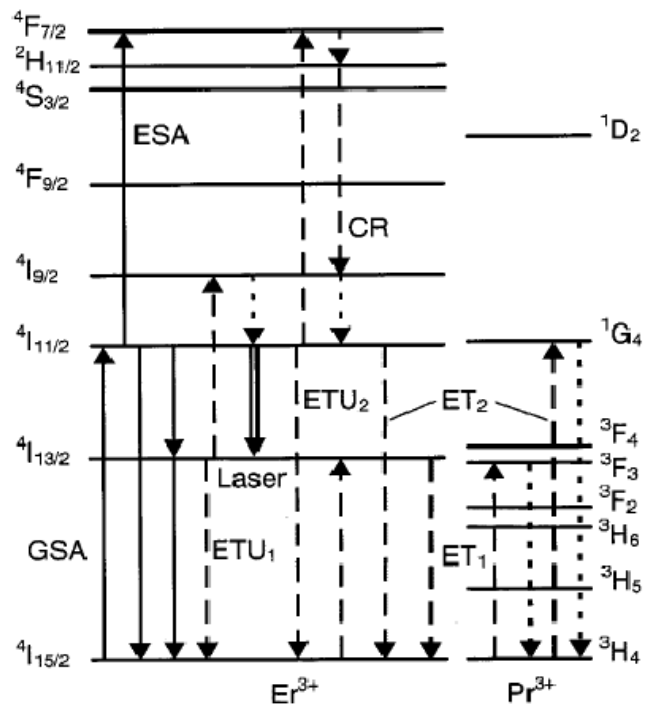 ⁴F₇/₂
²H₁₁/₂
⁴S₃/₂
¹D₂
ESA
⁴F₉/₂
CR
⁴I₉/₂
⁴I₁₁/₂
¹G₄
ETU₂
ET₂
³F₄
⁴I₁₃/₂
³F₃
Laser
³F₂
³H₆
GSA
ETU₁
ET₁
³H₅
⁴I₁₅/₂
³H₄
Er³⁺
Pr³⁺